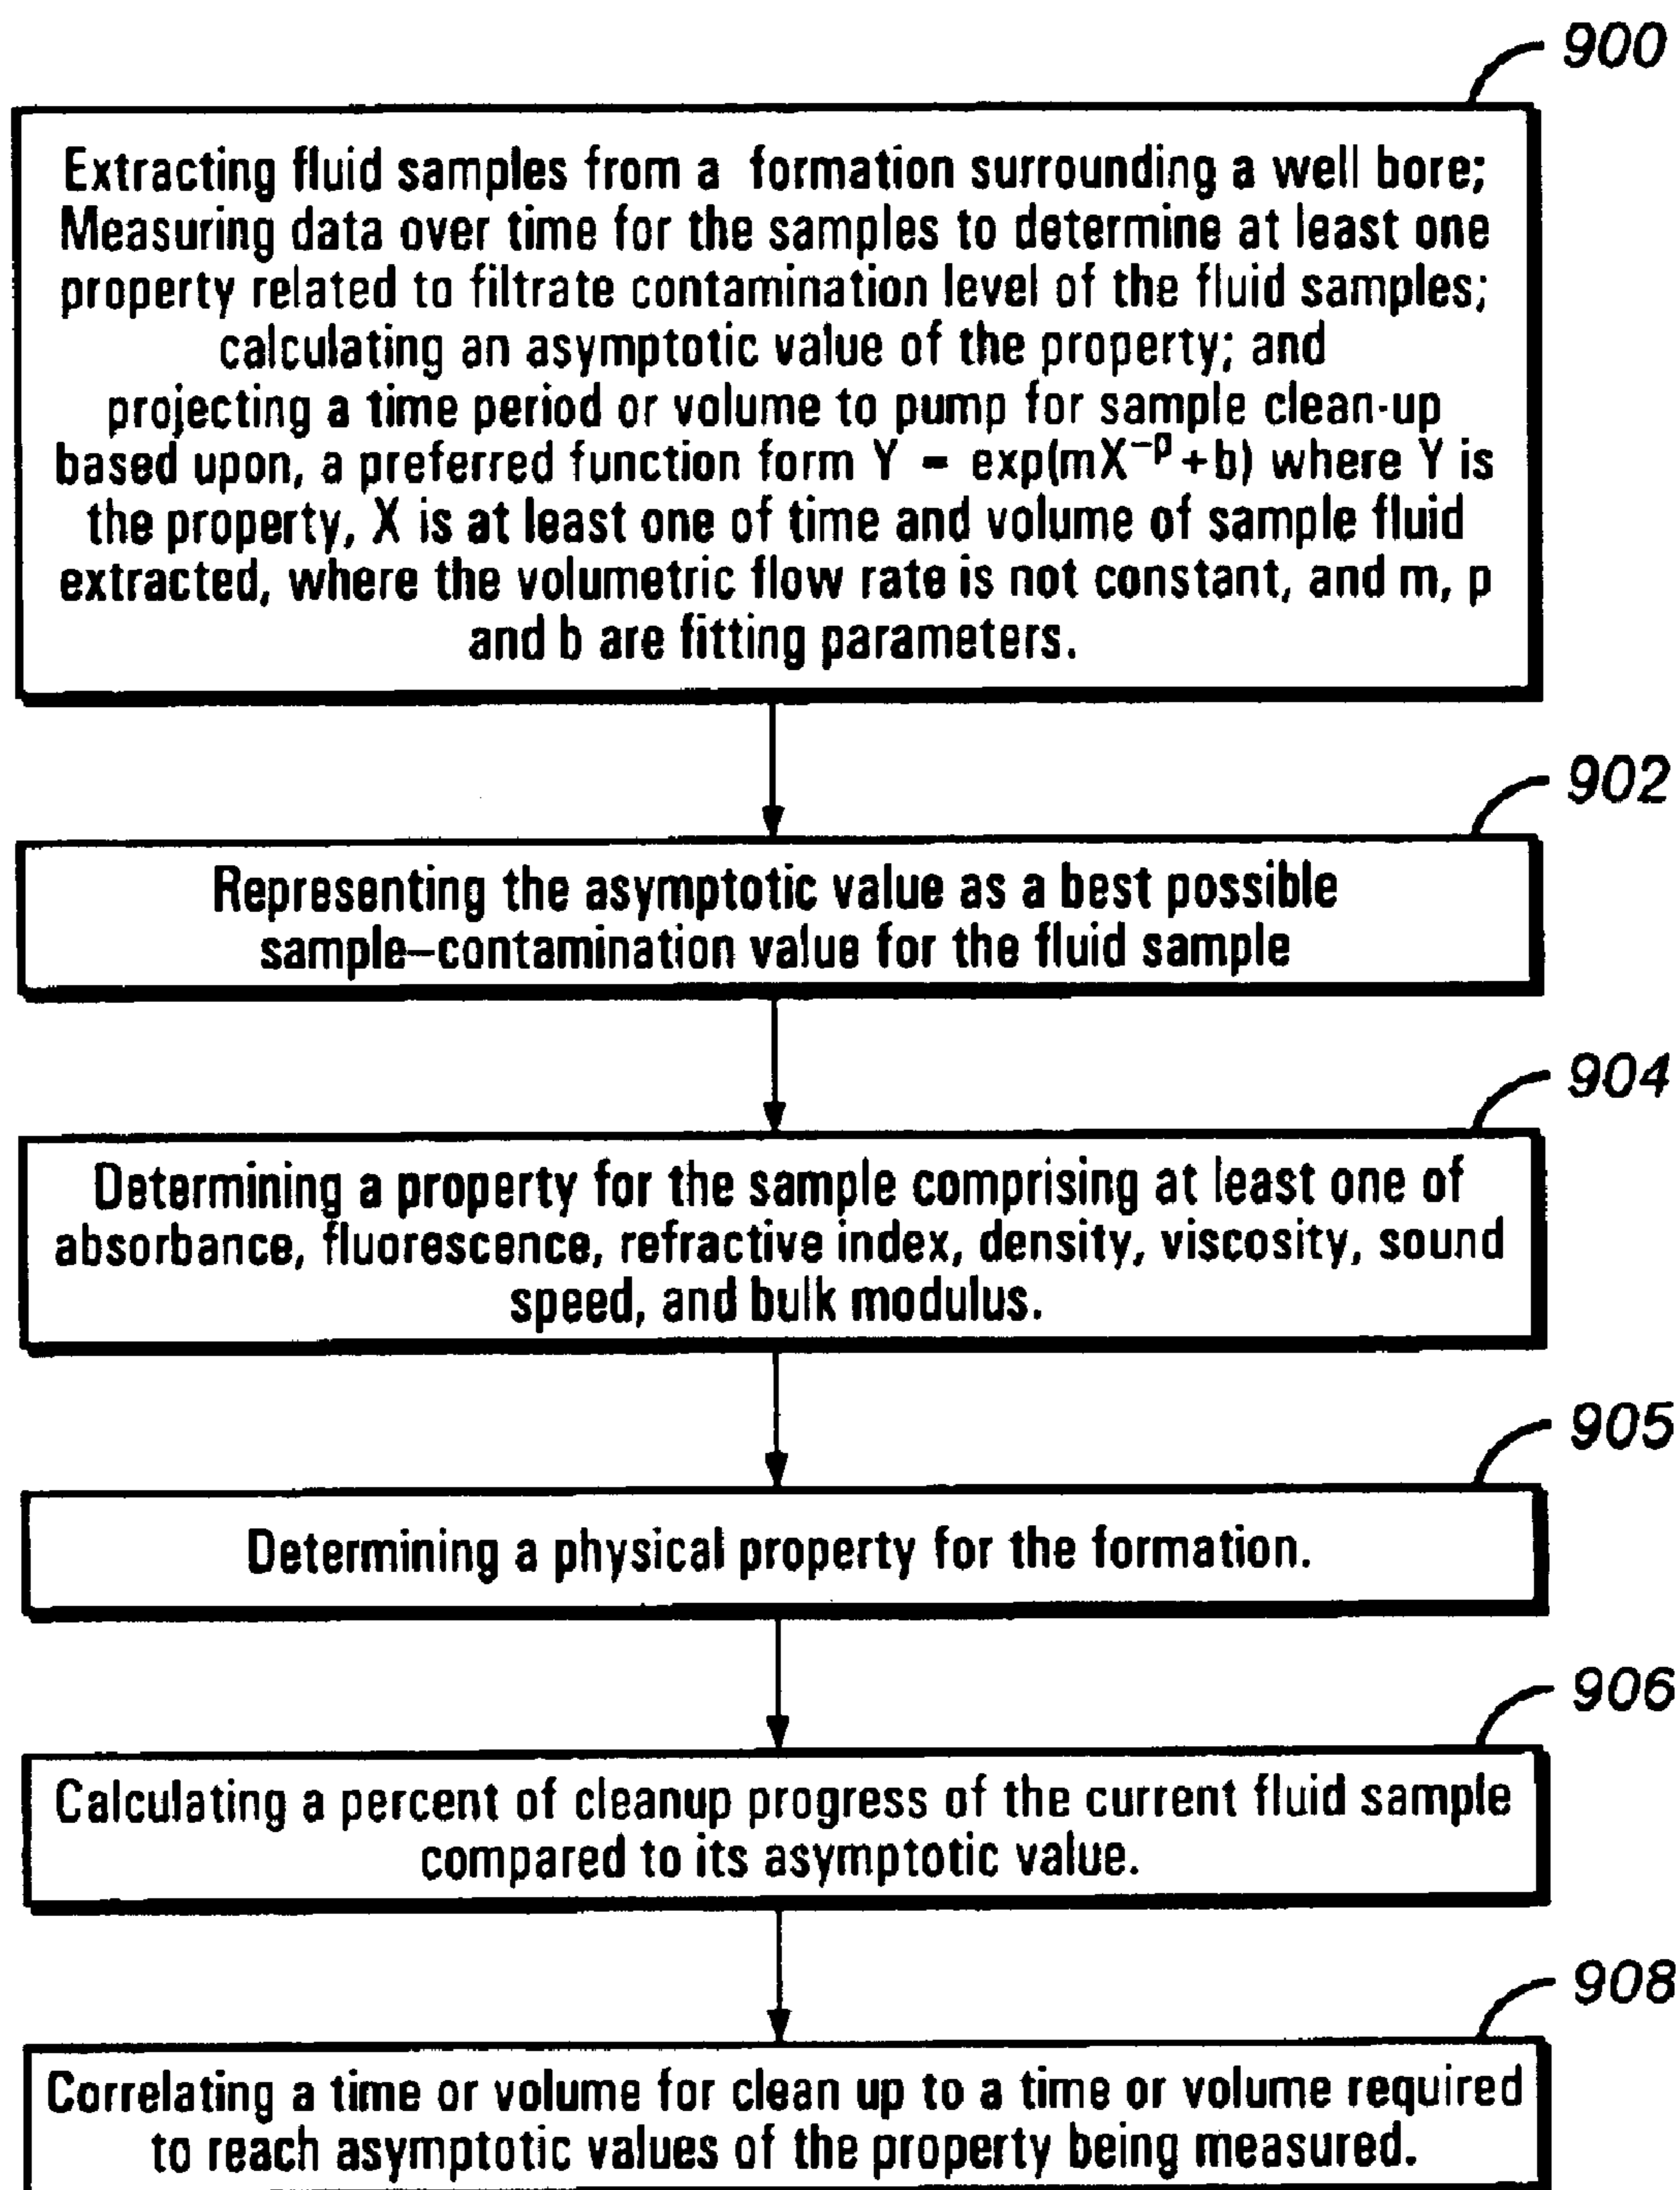 900
Extracting fluid samples from a formation surrounding a well bore;
Measuring data over time for the samples to determine at least one
property related to filtrate contamination level of the fluid samples;
calculating an asymptotic value of the property; and
projecting a time period or volume to pump for sample clean-up
based upon, a preferred function form Y = exp(mX⁻ᵖ+b) where Y is
the property, X is at least one of time and volume of sample fluid
extracted, where the volumetric flow rate is not constant, and m, p
and b are fitting parameters.
902
Representing the asymptotic value as a best possible
sample–contamination value for the fluid sample
904
Determining a property for the sample comprising at least one of
absorbance, fluorescence, refractive index, density, viscosity, sound
speed, and bulk modulus.
905
Determining a physical property for the formation.
906
Calculating a percent of cleanup progress of the current fluid sample
compared to its asymptotic value.
908
Correlating a time or volume for clean up to a time or volume required
to reach asymptotic values of the property being measured.